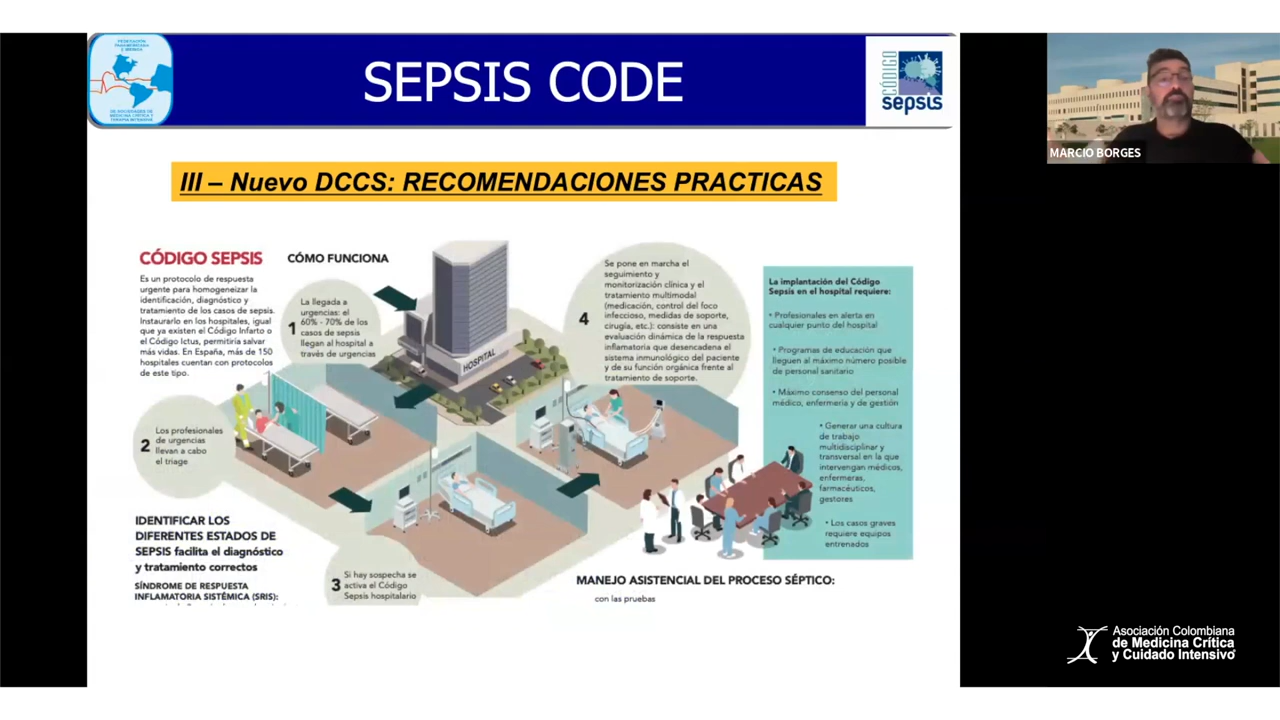 FEDERACIÓN
PANAMERICANA
E IBÉRICA
DE SOCIEDADES DE
MEDICINA CRÍTICA Y
TERAPIA INTENSIVA
SEPSIS CODE
CÓDIGO
sepsis
MARCIO BORGES
III – Nuevo DCCS: RECOMENDACIONES PRACTICAS
CÓDIGO SEPSIS
Es un protocolo de respuesta
urgente para homogeneizar la
identificación, diagnóstico y
tratamiento de los casos de sepsis.
Instaurarlo en los hospitales, igual
que ya existen el Código Infarto o
el Código Ictus, permitiría salvar
más vidas. En España, más de 150
hospitales cuentan con protocolos
de este tipo.
CÓMO FUNCIONA
1
La llegada a
urgencias: el
60% - 70% de los
casos de sepsis
llegan al hospital a
través de urgencias
HOSPITAL
2
Los profesionales
de urgencias
llevan a cabo
el triage
3
Si hay sospecha se
activa el Código
Sepsis hospitalario
4
Se pone en marcha el
seguimiento y
monitorización clínica y el
tratamiento multimodal
(medicación, control del foco
infeccioso, medidas de soporte,
cirugía, etc.): consiste en una
evaluación dinámica de la respuesta
inflamatoria que desencadena el
sistema inmunológico del paciente
y de su función orgánica frente al
tratamiento de soporte.
La implantación del Código
Sepsis en el hospital requiere:
• Profesionales en alerta en
cualquier punto del hospital
• Programas de educación que
lleguen al máximo número posible
de personal sanitario
• Máximo consenso del personal
médico, enfermería y de gestión
• Generar una cultura
de trabajo
multidisciplinar y
transversal en la que
intervengan médicos,
enfermeras,
farmacéuticos,
gestores
• Los casos graves
requiere equipos
entrenados
IDENTIFICAR LOS
DIFERENTES ESTADOS DE
SEPSIS facilita el diagnóstico
y tratamiento correctos
SÍNDROME DE RESPUESTA
INFLAMATORIA SISTÉMICA (SRIS):
MANEJO ASISTENCIAL DEL PROCESO SÉPTICO:
con las pruebas
Asociación Colombiana
de Medicina Crítica
y Cuidado Intensivo